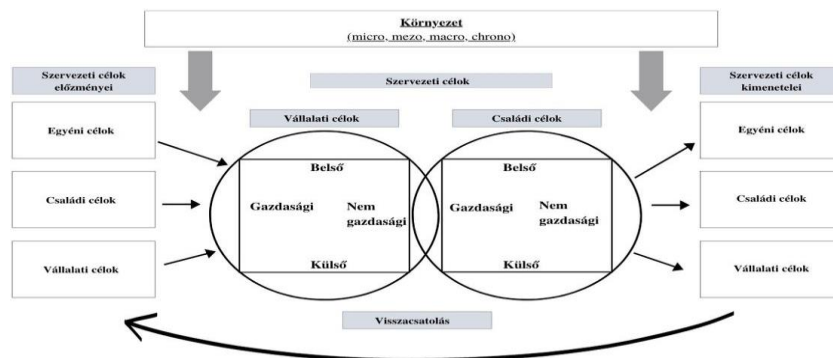 Környezet
(micro, mezo, macro, chrono)
Szervezeti célok
előzményei
Szervezeti célok
Szervezeti célok
kimenetelei
Egyéni célok
Családi célok
Vállalati célok
Vállalati célok
Belső
Gazdasági
Nem
gazdasági
Külső
Családi célok
Belső
Gazdasági
Nem
gazdasági
Külső
Egyéni célok
Családi célok
Vállalati célok
Visszacsatolás